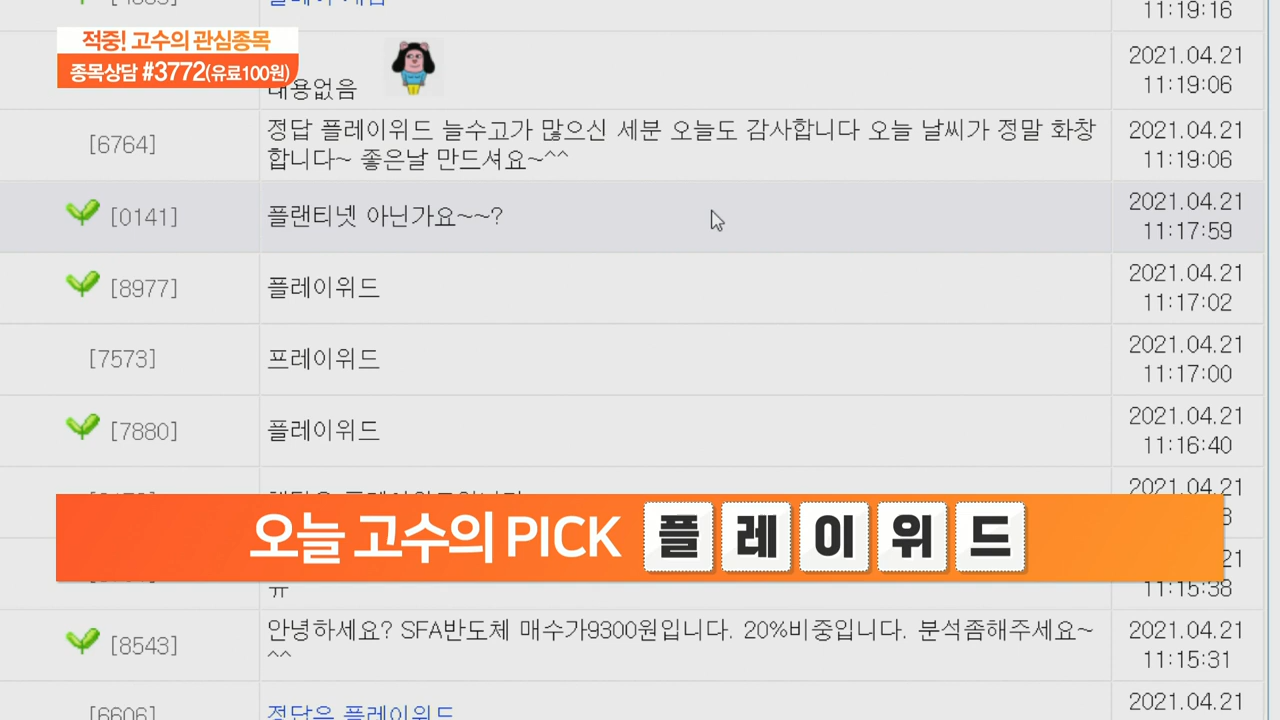 11:19:16
적중! 고수의 관심종목
종목상담 #3772(유료100원)
내용없음
2021.04.21
11:19:06
[6764]
정답 플레이위드 늘수고가 많으신 세분 오늘도 감사합니다 오늘 날씨가 정말 화창
합니다~ 좋은날 만드셔요~^^
2021.04.21
11:19:06
[0141]
플랜티넷 아닌가요~~?
2021.04.21
11:17:59
[8977]
플레이위드
2021.04.21
11:17:02
[7573]
프레이위드
2021.04.21
11:17:00
[7880]
플레이위드
2021.04.21
11:16:40
2021.04.21
오늘 고수의 PICK 플레이위드
뀨
11:15:38
[8543]
안녕하세요? SFA반도체 매수가9300원입니다. 20%비중입니다. 분석좀해주세요~
^^
2021.04.21
11:15:31
[6606]
정답은 플레이위드
2021.04.21